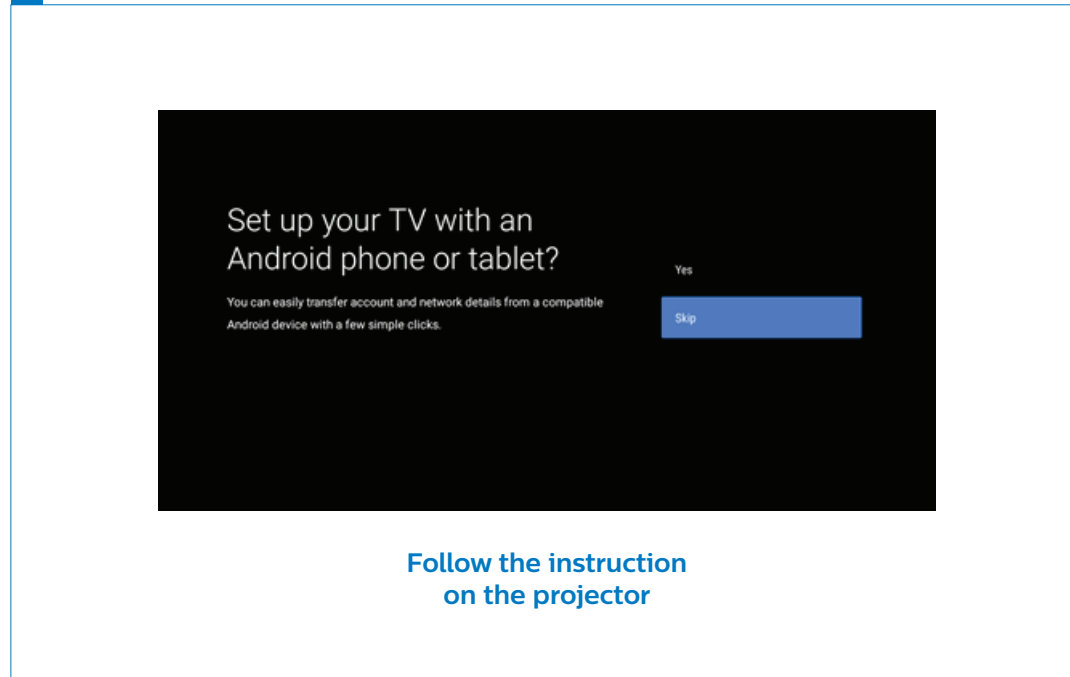 Set up your TV with an
Android phone or tablet?
You can easily transfer account and network details from a compatible
Android device with a few simple clicks.
Yes
Skip
Follow the instruction
on the projector